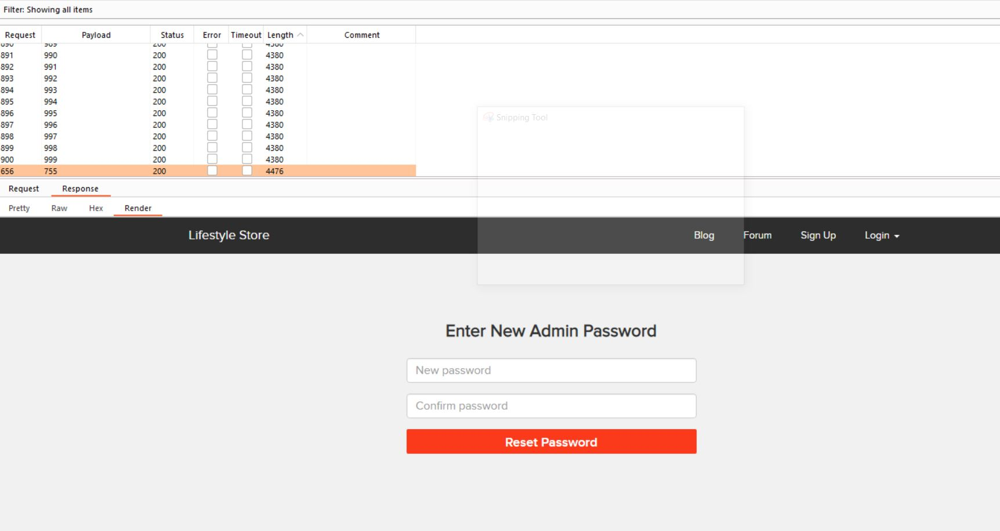 Filter: Showing all items
Request Payload Status Error Timeout Length Comment
890 989 200 4380
891 990 200 4380
892 991 200 4380
893 992 200 4380
894 993 200 4380
895 994 200 4380
896 995 200 4380
897 996 200 4380
898 997 200 4380
899 998 200 4380
900 999 200 4380
656 755 200 4476
Snipping Tool
Request Response
Pretty Raw Hex Render
Lifestyle Store Blog Forum Sign Up Login
Enter New Admin Password
New password
Confirm password
Reset Password